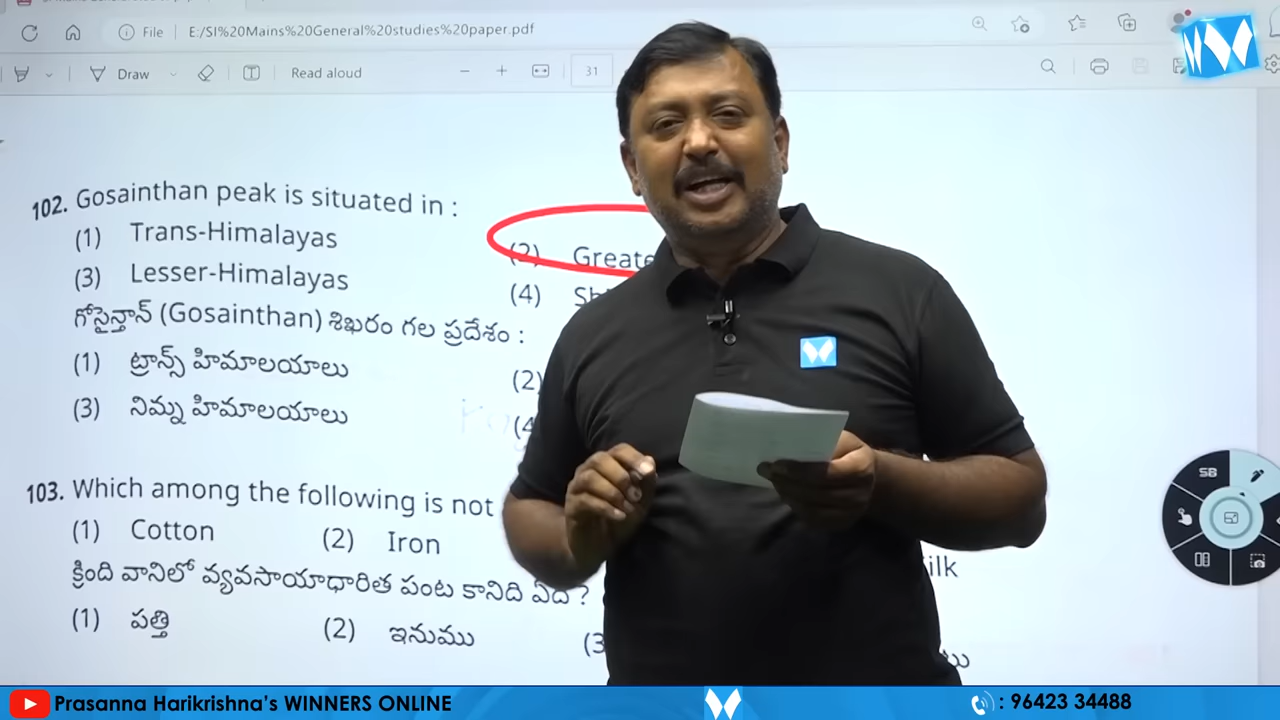 File E:/SI%20Mains%20General%20studies%20paper.pdf
Draw Read aloud 31
102. Gosainthan peak is situated in :
(1) Trans-Himalayas (2) Greate
(3) Lesser-Himalayas (4)
గోసైన్తాన్ (Gosainthan) శిఖరం గల ప్రదేశం :
(1) ట్రాన్స్ హిమాలయాలు (2)
(3) నిమ్న హిమాలయాలు (4
103. Which among the following is not
(1) Cotton (2) Iron ilk
క్రింది వానిలో వ్యవసాయాధారిత పంట కానిది ఏది ?
(1) పత్తి (2) ఇనుము (3
SB
Prasanna Harikrishna's WINNERS ONLINE : 96423 34488